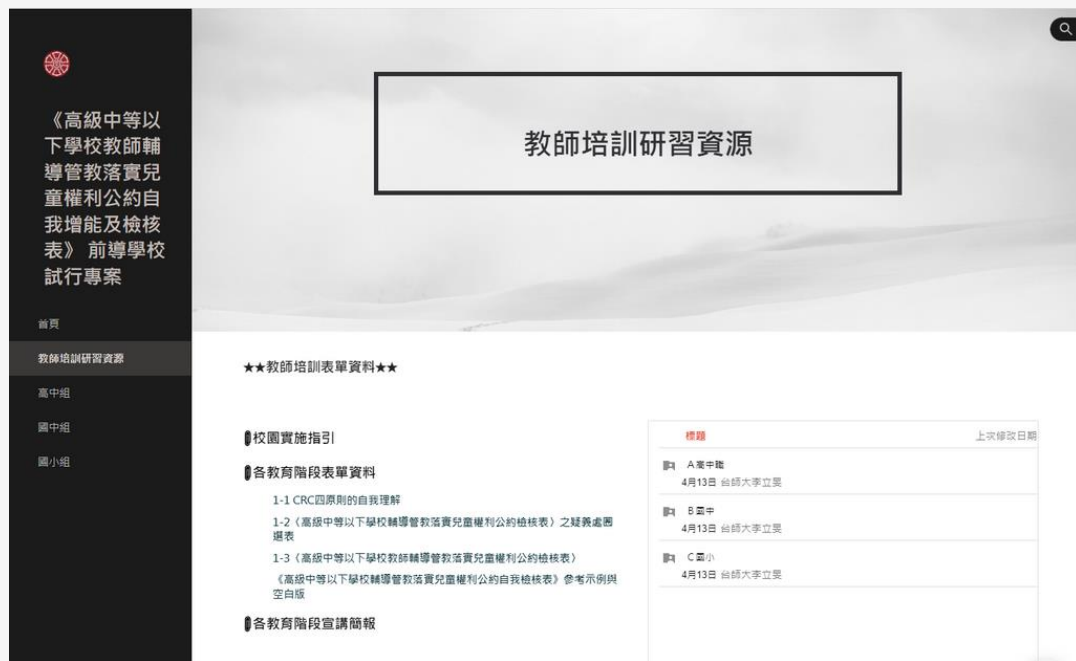 《高級中等以
下學校教師輔
導管教落實兒
童權利公約自
我增能及檢核
表》 前導學校
試行專案
首頁
教師培訓研習資源
高中組
國中組
國小組
教師培訓研習資源
★★教師培訓表單資料★★
校園實施指引
各教育階段表單資料
1-1 CRC四原則的自我理解
1-2《高級中等以下學校輔導管教落實兒童權利公約檢核表》之疑義處圈
選表
1-3《高級中等以下學校教師輔導管教落實兒童權利公約檢核表》
《高級中等以下學校輔導管教落實兒童權利公約自我檢核表》參考示例與
空白版
各教育階段宣講簡報
標題 上次修改日期
A高中職
4月13日 台師大李立旻
B國中
4月13日 台師大李立旻
C國小
4月13日 台師大李立旻